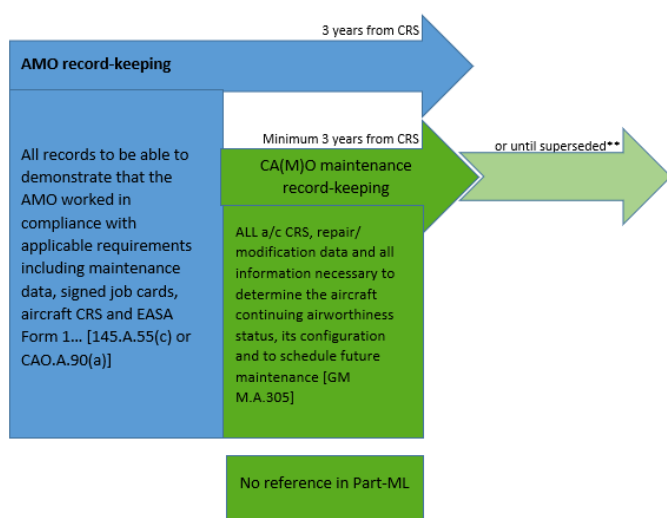 3 years from CRS
AMO record-keeping
All records to be able to
demonstrate that the
AMO worked in
compliance with
applicable requirements
including maintenance
data, signed job cards,
aircraft CRS and EASA
Form 1... [145.A.55(c) or
CAO.A.90(a)]
Minimum 3 years from CRS
or until superseded**
CA(M)O maintenance
record-keeping
ALL a/c CRS, repair/
modification data and all
information necessary to
determine the aircraft
continuing airworthiness
status, its configuration
and to schedule future
maintenance [GM
M.A.305]
No reference in Part-ML